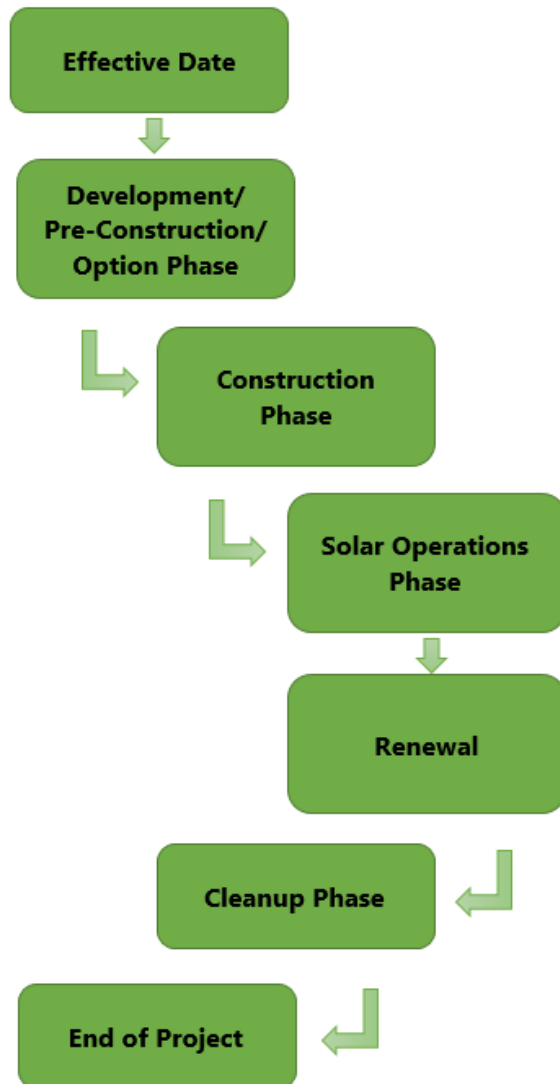 Effective Date
Development/
Pre-Construction/
Option Phase
Construction
Phase
Solar Operations
Phase
Renewal
Cleanup Phase
End of Project